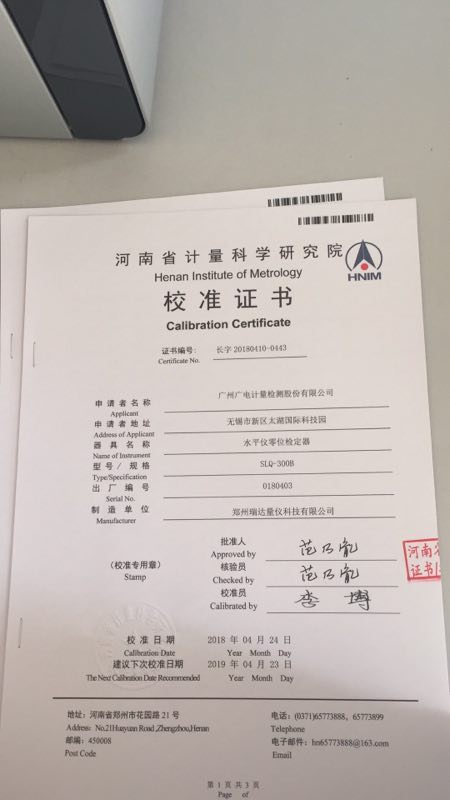 河南省计量科学研究院
HNIM
Henan Institute of Metrology
校准证书
Calibration Certificate
证书编号: 长字 20180410-0443
Certificate No.
申请者名称 广州广电计量检测股份有限公司
Applicant
申请者地址 无锡市新区太湖国际科技园
Address of Applicant
器具名称 水平仪零位检定器
Name of Instrument
型号/规格 SLQ-300B
Type/Specification
出厂编号 0180403
Serial No.
制造单位 郑州瑞达量仪科技有限公司
Manufacturer
批准人
Approved by
(校准专用章) 核验员
Stamp Checked by
校准员 李博
Calibrated by
河南省
证书
校准日期 2018 年 04 月 24 日
Calibration Date Year Month Day
建议下次校准日期 2019 年 04 月 23 日
The Next Calibration Date Recommended Year Month Day
地址: 河南省郑州市花园路 21 号 电话: (0371)65773888, 65773899
Address: No.21Huayuan Road ,Zhengzhou,Henan Telephone
邮编: 450008 电子邮件: hn65773888@163.com
Post Code Email
第 1 页 共 3 页
Page of